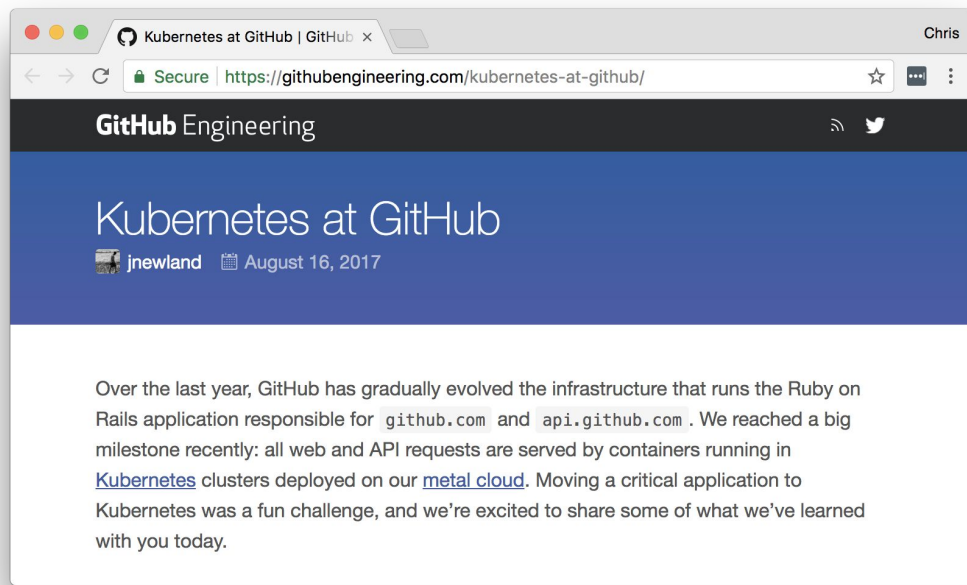 Kubernetes at GitHub | GitHub
Chris
Secure https://githubengineering.com/kubernetes-at-github/
GitHub Engineering
Kubernetes at GitHub
jnewland August 16, 2017
Over the last year, GitHub has gradually evolved the infrastructure that runs the Ruby on
Rails application responsible for github.com and api.github.com. We reached a big
milestone recently: all web and API requests are served by containers running in
Kubernetes clusters deployed on our metal cloud. Moving a critical application to
Kubernetes was a fun challenge, and we're excited to share some of what we've learned
with you today.